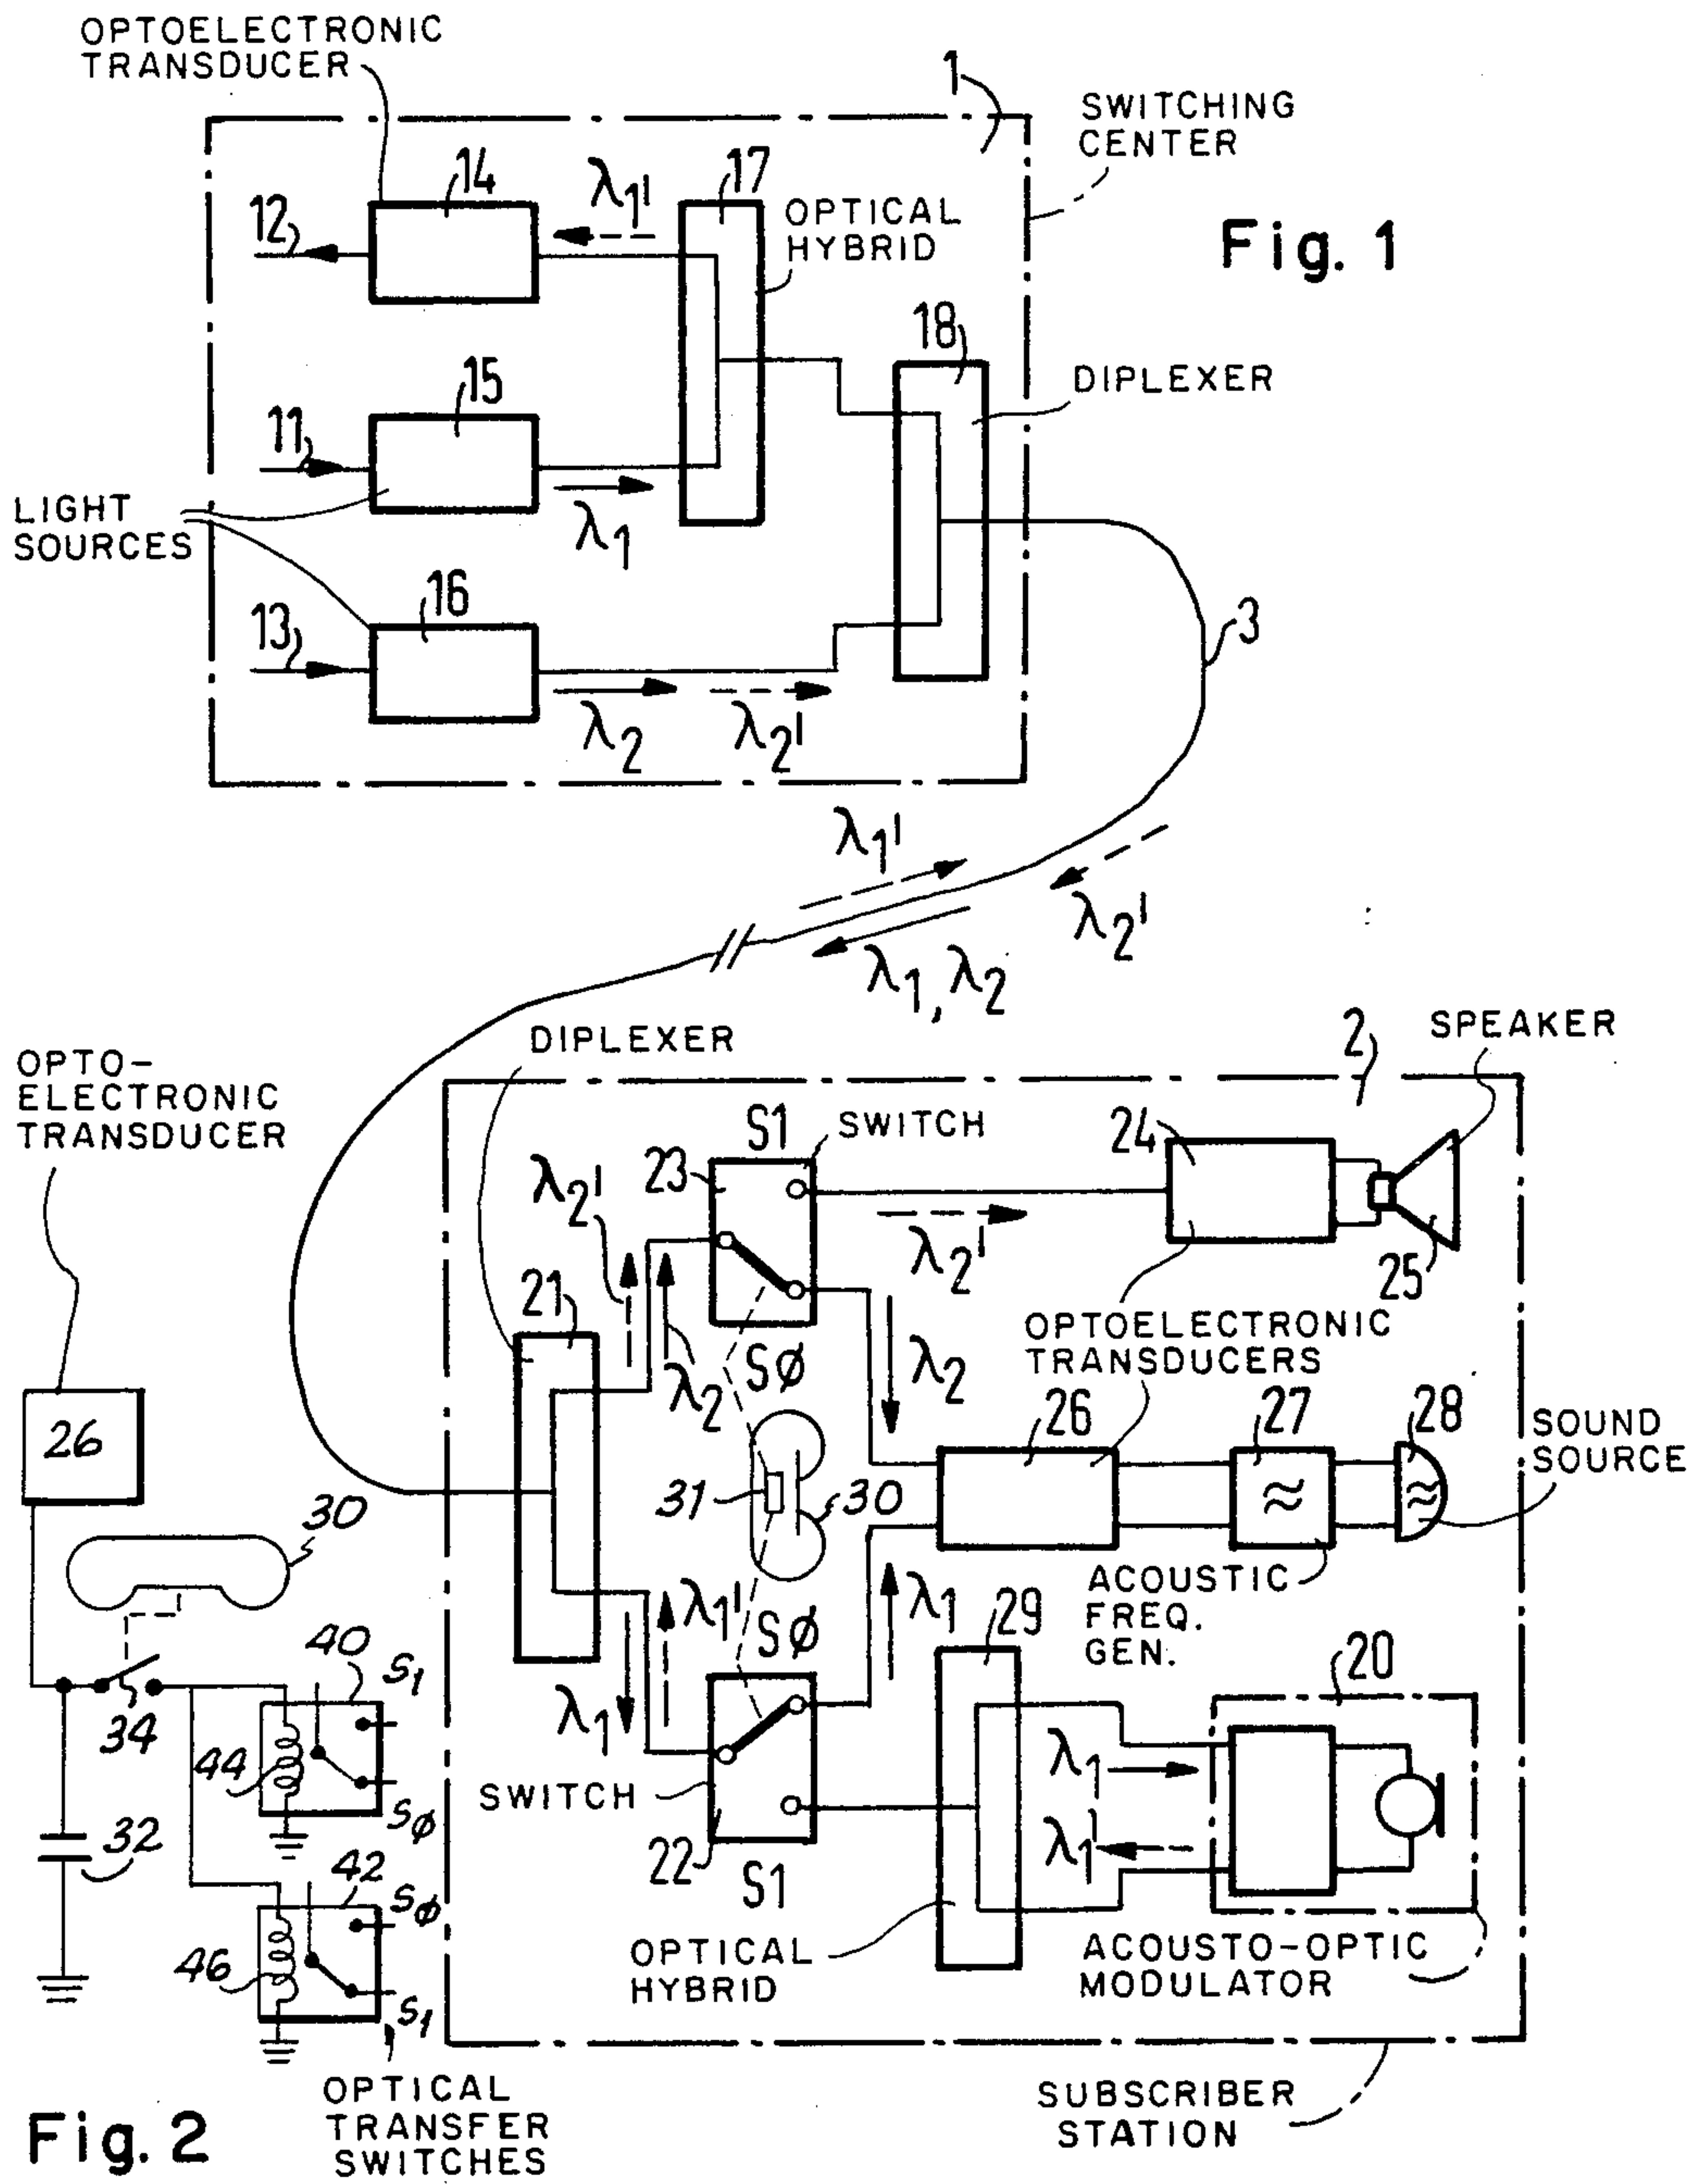 OPTOELECTRONIC
TRANSDUCER
1
SWITCHING
CENTER
14
λ1'
17
OPTICAL
HYBRID
12
Fig. 1
18
15
DIPLEXER
11
LIGHT
SOURCES
λ1
16
13
3
λ2
λ2'
λ1'
λ2'
λ1, λ2
DIPLEXER
2
SPEAKER
OPTO-
ELECTRONIC
TRANSDUCER
S1
SWITCH
24
23
λ2'
λ2'
25
21
OPTOELECTRONIC
TRANSDUCERS
SØ
λ2
λ2
26
26
27
28
SOUND
SOURCE
31
30
30
ACOUSTIC
FREQ.
GEN.
λ1'
SØ
λ1
29
20
40
S1
λ1
34
44
SWITCH
λ1
SØ
λ1'
32
22
S1
42
SØ
46
OPTICAL
HYBRID
ACOUSTO-OPTIC
MODULATOR
S1
OPTICAL
TRANSFER
SWITCHES
SUBSCRIBER
STATION
Fig. 2